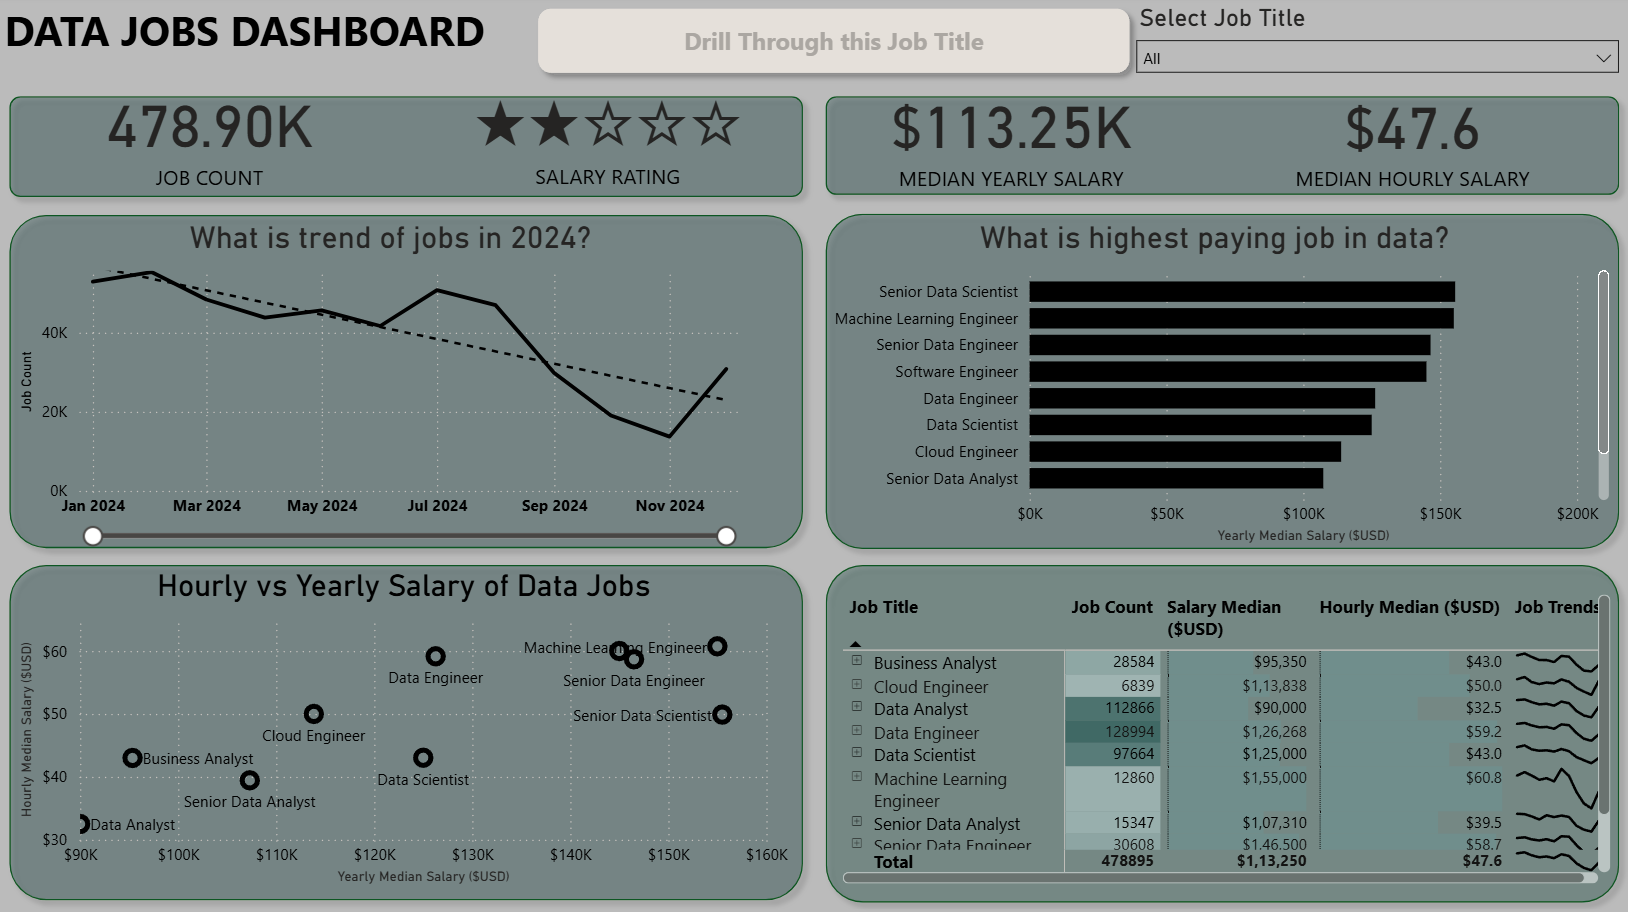 DATA JOBS DASHBOARD
Drill Through this Job Title
Select Job Title
All
478.90K
JOB COUNT
SALARY RATING
$113.25K
MEDIAN YEARLY SALARY
$47.6
MEDIAN HOURLY SALARY
What is trend of jobs in 2024?
Job Count
40K
20K
0K
Jan 2024 Mar 2024 May 2024 Jul 2024 Sep 2024 Nov 2024
What is highest paying job in data?
Senior Data Scientist
Machine Learning Engineer
Senior Data Engineer
Software Engineer
Data Engineer
Data Scientist
Cloud Engineer
Senior Data Analyst
$0K $50K $100K $150K $200K
Yearly Median Salary ($USD)
Hourly vs Yearly Salary of Data Jobs
Hourly Median Salary ($USD)
$60
$50
$40
$30
Machine Learning Engineer
Data Engineer
Senior Data Engineer
Senior Data Scientist
Cloud Engineer
Business Analyst
Data Scientist
Senior Data Analyst
Data Analyst
$90K $100K $110K $120K $130K $140K $150K $160K
Yearly Median Salary ($USD)
Job Title Job Count Salary Median Hourly Median ($USD) Job Trends
($USD)
Business Analyst 28584 $95,350 $43.0
Cloud Engineer 6839 $1,13,838 $50.0
Data Analyst 112866 $90,000 $32.5
Data Engineer 128994 $1,26,268 $59.2
Data Scientist 97664 $1,25,000 $43.0
Machine Learning 12860 $1,55,000 $60.8
Engineer
Senior Data Analyst 15347 $1,07,310 $39.5
Senior Data Engineer 30608 $1,46,500 $58.7
Total 478895 $1,13,250 $47.6